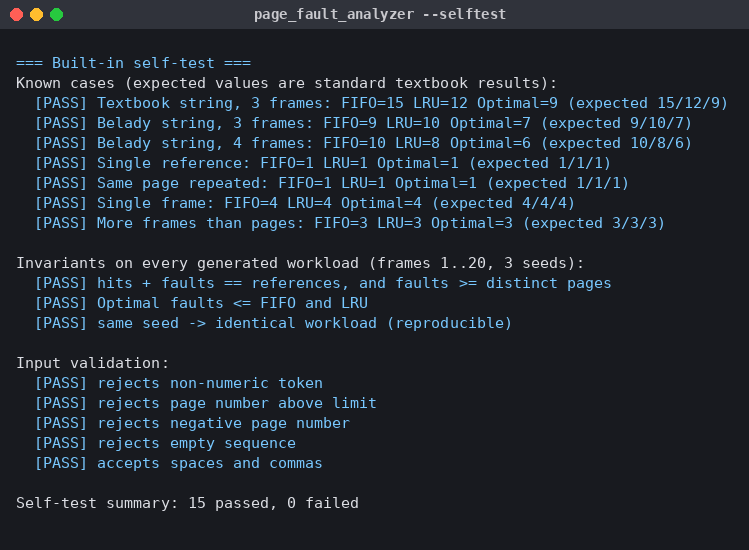 page_fault_analyzer --selftest
=== Built-in self-test ===
Known cases (expected values are standard textbook results):
[PASS] Textbook string, 3 frames: FIFO=15 LRU=12 Optimal=9 (expected 15/12/9)
[PASS] Belady string, 3 frames: FIFO=9 LRU=10 Optimal=7 (expected 9/10/7)
[PASS] Belady string, 4 frames: FIFO=10 LRU=8 Optimal=6 (expected 10/8/6)
[PASS] Single reference: FIFO=1 LRU=1 Optimal=1 (expected 1/1/1)
[PASS] Same page repeated: FIFO=1 LRU=1 Optimal=1 (expected 1/1/1)
[PASS] Single frame: FIFO=4 LRU=4 Optimal=4 (expected 4/4/4)
[PASS] More frames than pages: FIFO=3 LRU=3 Optimal=3 (expected 3/3/3)
Invariants on every generated workload (frames 1..20, 3 seeds):
[PASS] hits + faults == references, and faults >= distinct pages
[PASS] Optimal faults <= FIFO and LRU
[PASS] same seed -> identical workload (reproducible)
Input validation:
[PASS] rejects non-numeric token
[PASS] rejects page number above limit
[PASS] rejects negative page number
[PASS] rejects empty sequence
[PASS] accepts spaces and commas
Self-test summary: 15 passed, 0 failed